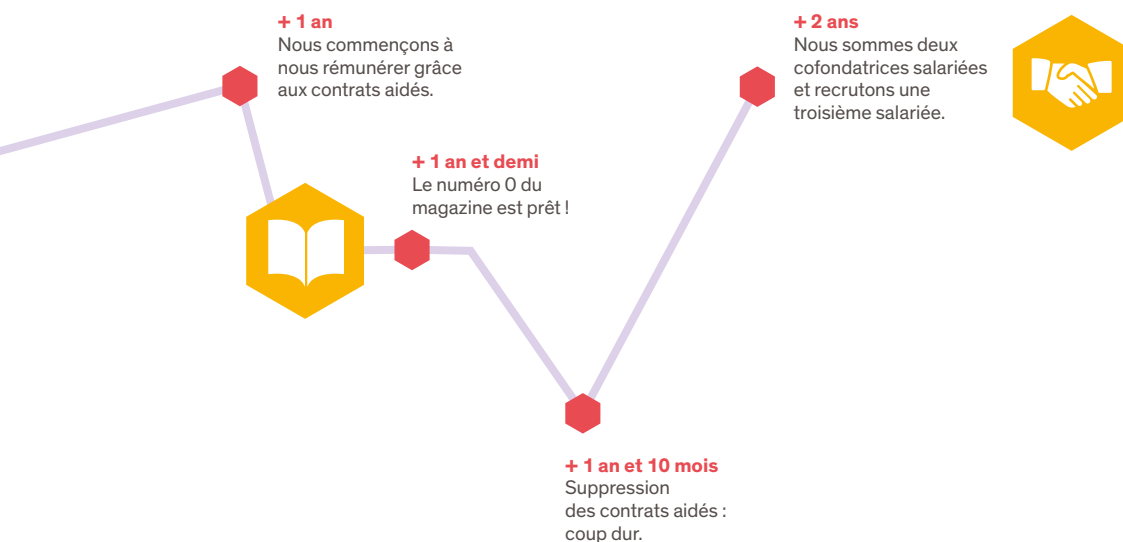 + 1 an
Nous commençons à
nous rémunérer grâce
aux contrats aidés.
+ 1 an et demi
Le numéro 0 du
magazine est prêt !
+ 1 an et 10 mois
Suppression
des contrats aidés :
coup dur.
+ 2 ans
Nous sommes deux
cofondatrices salariées
et recrutons une
troisième salariée.